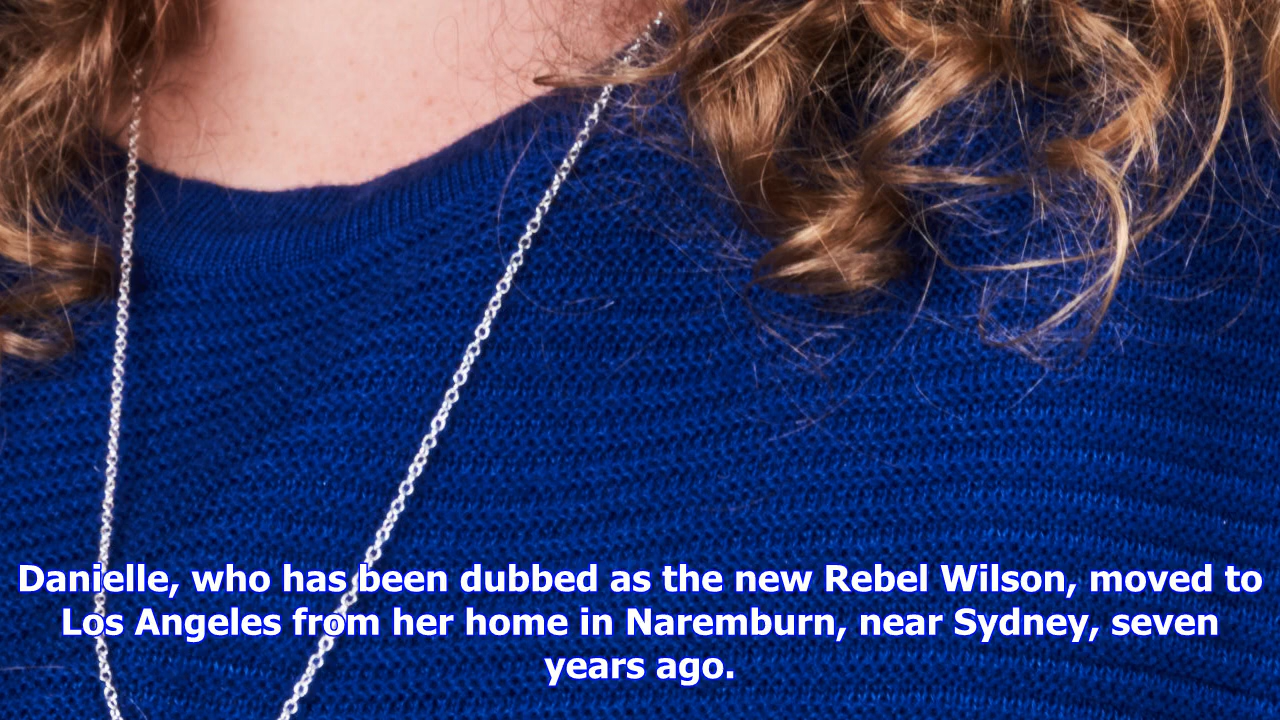 Danielle, who has been dubbed as the new Rebel Wilson, moved to
Los Angeles from her home in Naremburn, near Sydney, seven
years ago.